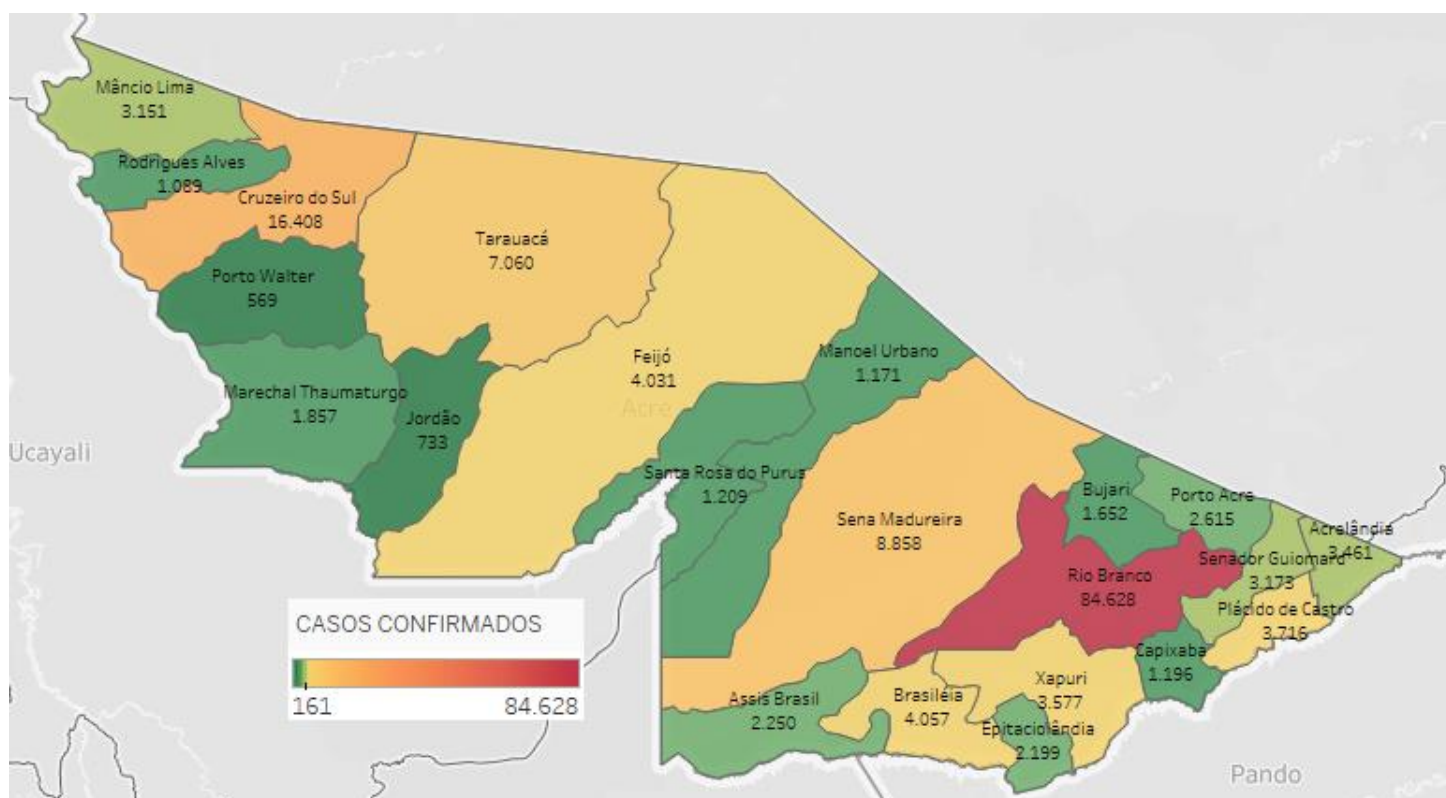 Mâncio Lima
3.151
Rodrigues Alves
1.089
Cruzeiro do Sul
16.408
Tarauacá
7.060
Porto Walter
569
Feijó
4.031
Acre
Manoel Urbano
1.171
Marechal Thaumaturgo
1.857
Jordão
733
Ucayali
Santa Rosa do Purus
1.209
Sena Madureira
8.858
Bujari
1.652
Porto Acre
2.615
Acrelândia
3.461
Senador Guiomard
3.173
Rio Branco
84.628
Plácido de Castro
3.716
Capixaba
1.196
Xapuri
3.577
Brasiléia
4.057
Assis Brasil
2.250
Epitaciolândia
2.199
Pando
CASOS CONFIRMADOS
161
84.628